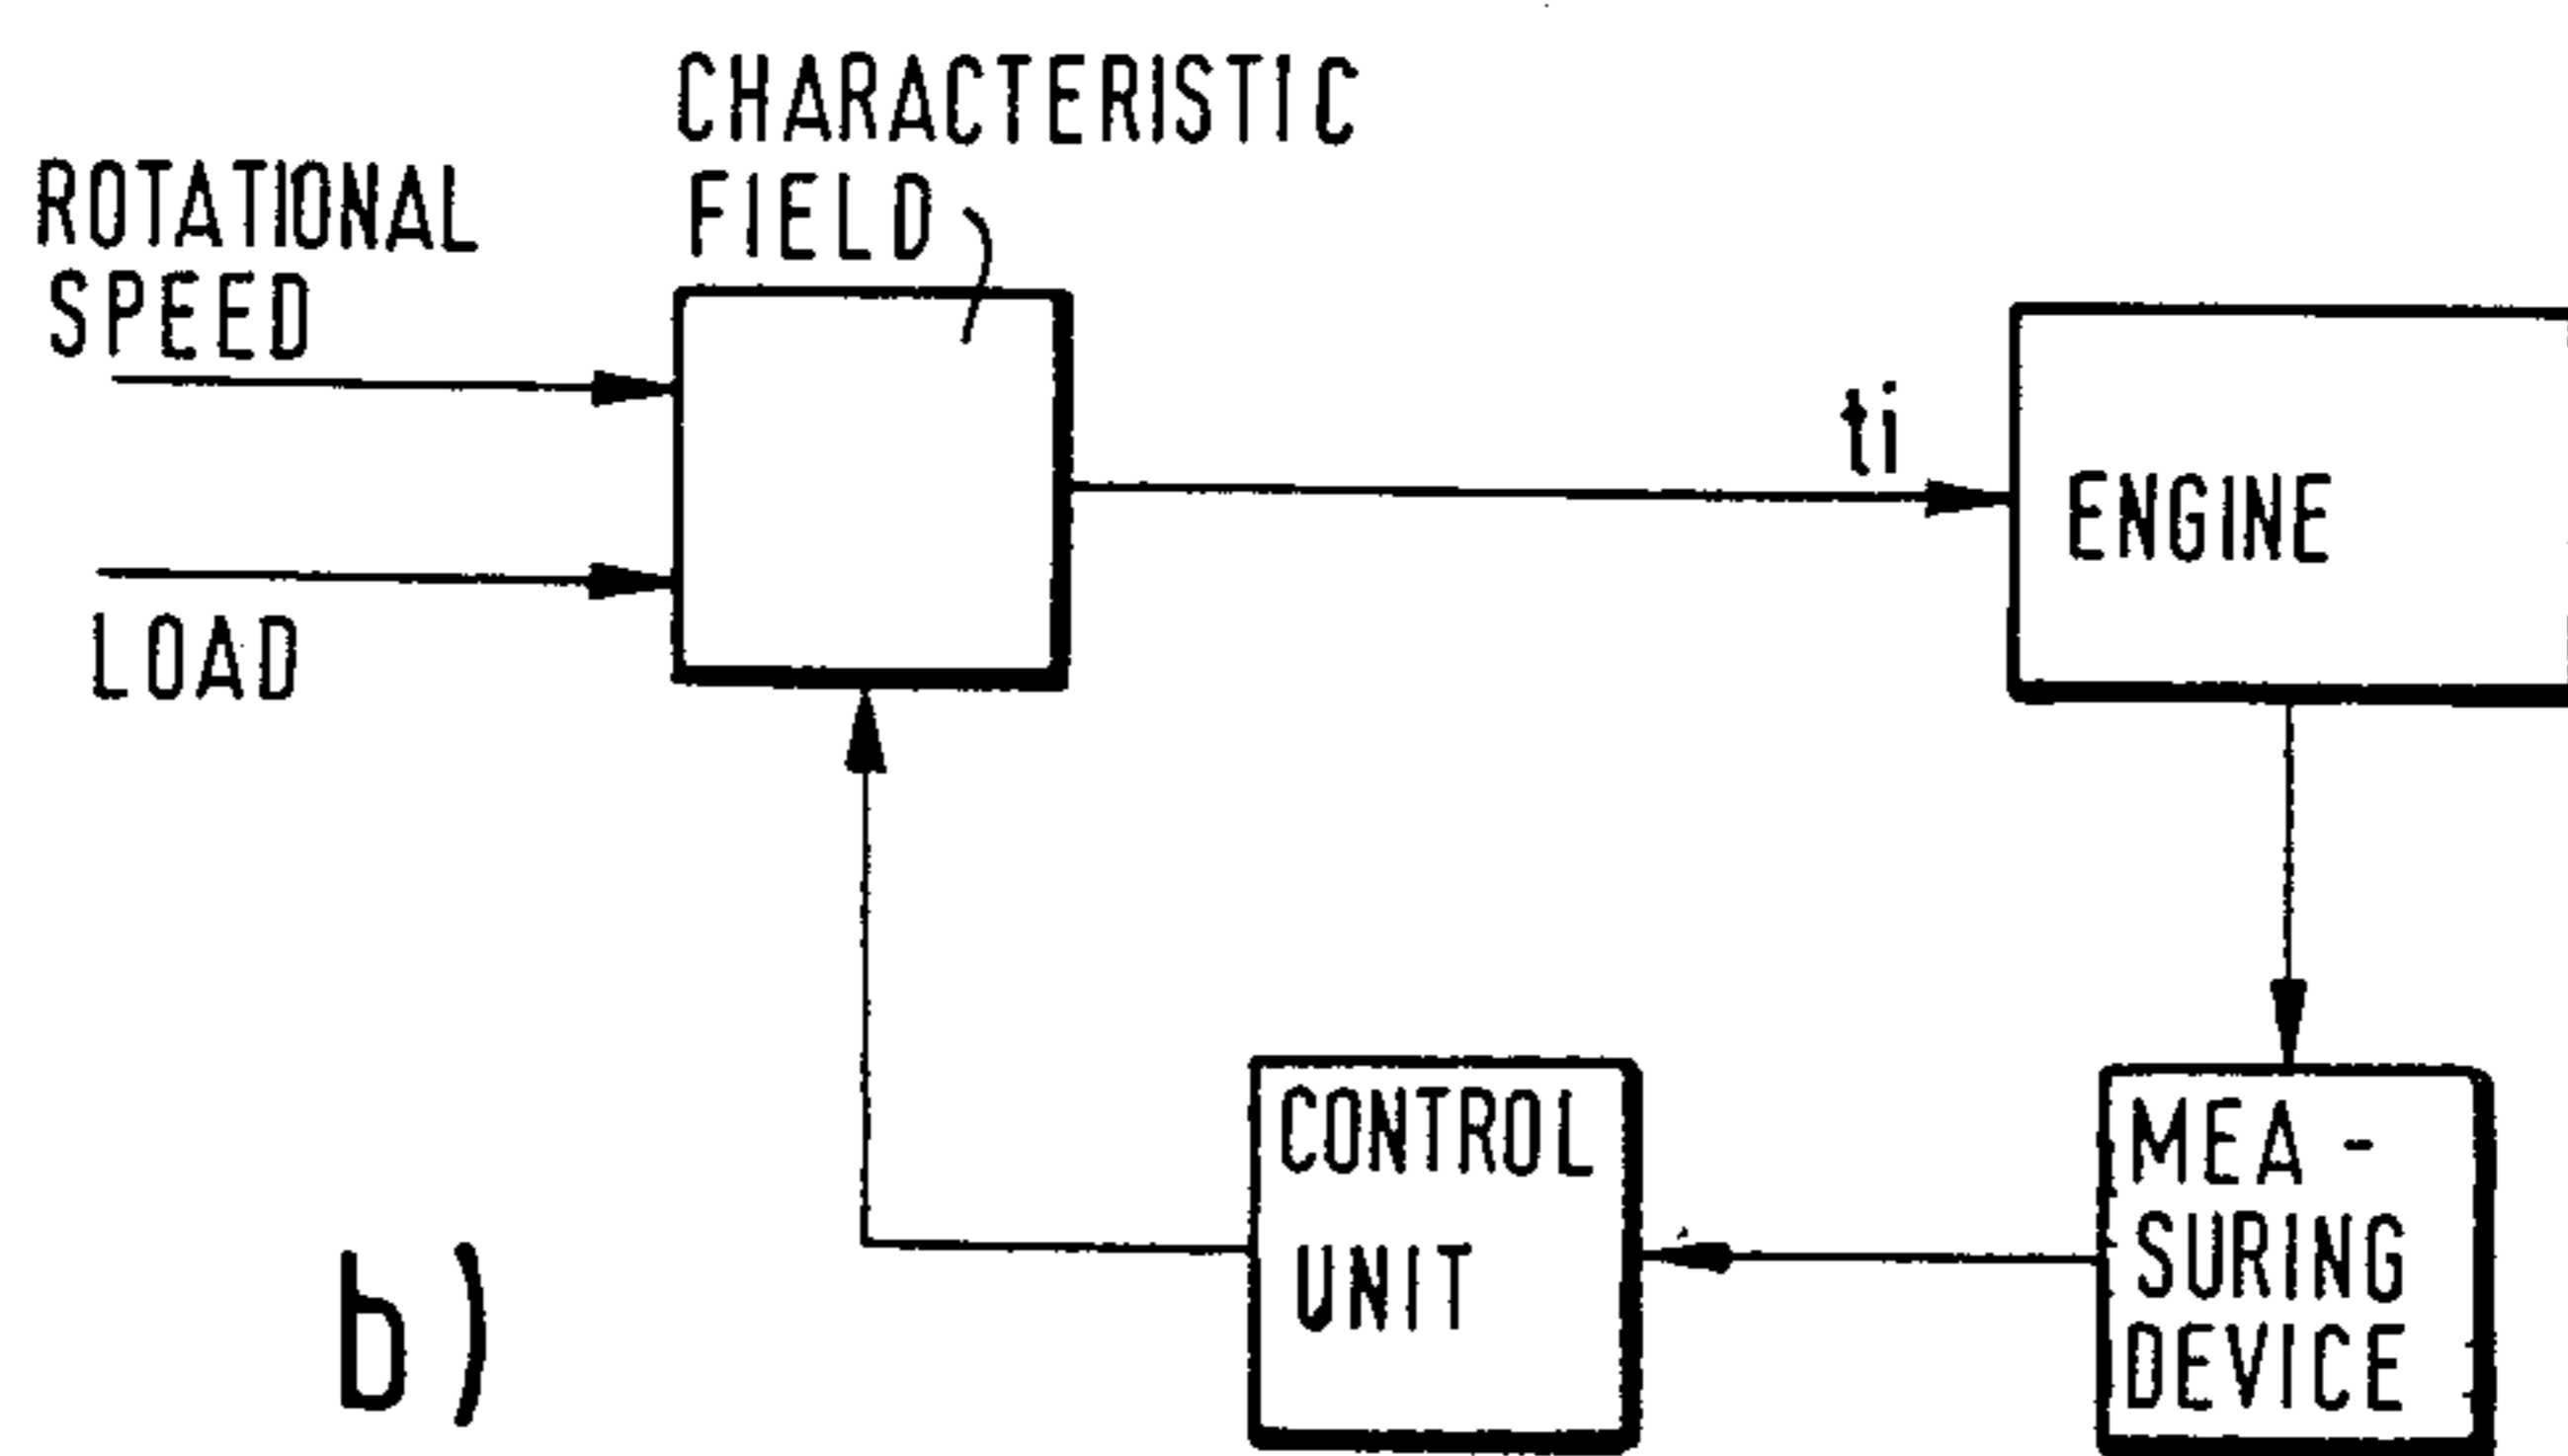 CHARACTERISTIC
FIELD
ROTATIONAL
SPEED
LOAD
ti
ENGINE
CONTROL
UNIT
MEA -
SURING
DEVICE
b)